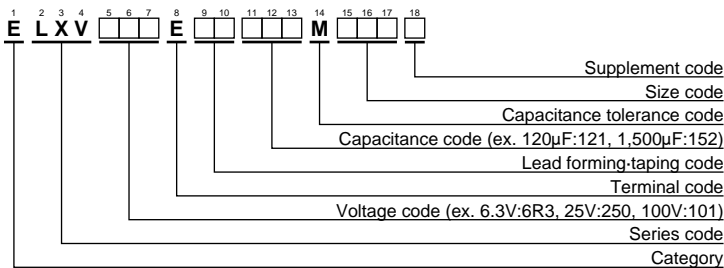 1 2 3 4 5 6 7 8 9 10 11 12 13 14 15 16 17 18
E L X V E M
Supplement code
Size code
Capacitance tolerance code
Capacitance code (ex. 120µF:121, 1,500µF:152)
Lead forming·taping code
Terminal code
Voltage code (ex. 6.3V:6R3, 25V:250, 100V:101)
Series code
Category